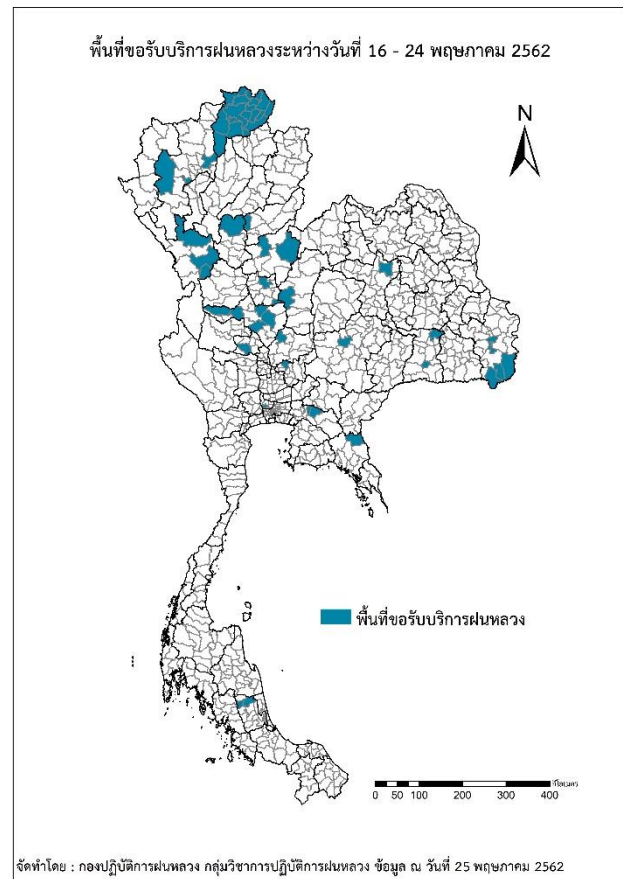 พื้นที่ขอรับบริการฝนหลวงระหว่างวันที่ 16 - 24 พฤษภาคม 2562
N
พื้นที่ขอรับบริการฝนหลวง
0 50 100 200 300 400
จัดทำโดย : กองปฏิบัติการฝนหลวง กลุ่มวิชาการปฏิบัติการฝนหลวง ข้อมูล ณ วันที่ 25 พฤษภาคม 2562